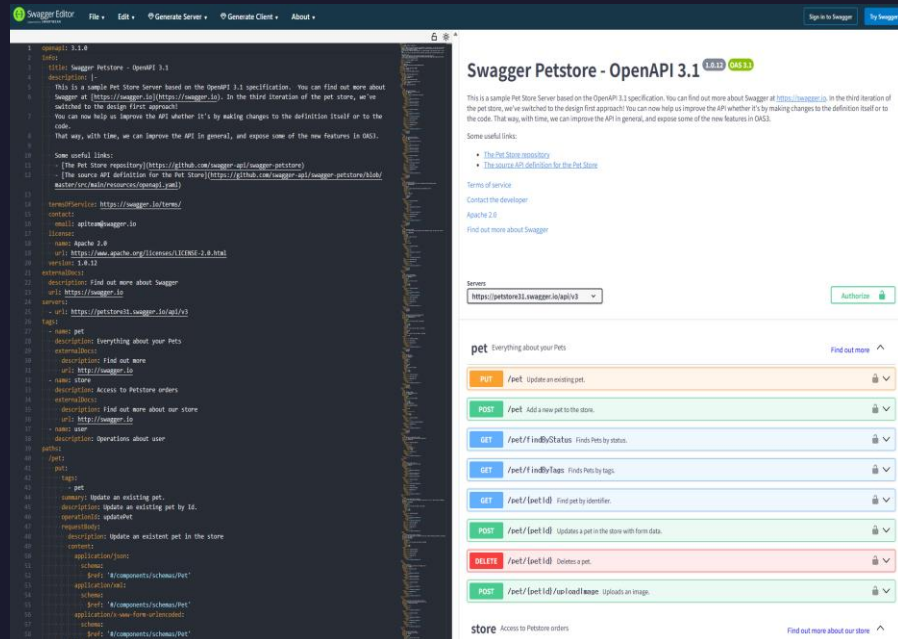 Swagger Editor
File
Edit
Generate Server
Generate Client
About
Sign in to Swagger
Try Swagger
1 openapi: 3.1.0
2 info:
3 title: Swagger Petstore - OpenAPI 3.1
4 description: |-
5 This is a sample Pet Store Server based on the OpenAPI 3.1 specification. You can find out more about
6 Swagger at [https://swagger.io](https://swagger.io). In the third iteration of the pet store, we've
switched to the design first approach!
7 You can now help us improve the API whether it's by making changes to the definition itself or to the
code.
8 That way, with time, we can improve the API in general, and expose some of the new features in OAS3.
Some useful links:
- [The Pet Store repository](https://github.com/swagger-api/swagger-petstore)
- [The source API definition for the Pet Store](https://github.com/swagger-api/swagger-petstore/blob/
master/src/main/resources/openapi.yaml)
termsOfService: https://swagger.io/terms/
contact:
email: apiteam@swagger.io
license:
name: Apache 2.0
url: https://www.apache.org/licenses/LICENSE-2.0.html
version: 1.0.12
externalDocs:
description: Find out more about Swagger
url: https://swagger.io
servers:
- url: https://petstore31.swagger.io/api/v3
tags:
- name: pet
description: Everything about your Pets
externalDocs:
description: Find out more
url: http://swagger.io
- name: store
description: Access to Petstore orders
externalDocs:
description: Find out more about our store
url: http://swagger.io
- name: user
description: Operations about user
paths:
/pet:
put:
tags:
- pet
summary: Update an existing pet.
description: Update an existing pet by Id.
operationId: updatePet
requestBody:
description: Update an existent pet in the store
content:
application/json:
schema:
$ref: '#/components/schemas/Pet'
application/xml:
schema:
$ref: '#/components/schemas/Pet'
application/x-www-form-urlencoded:
schema:
$ref: '#/components/schemas/Pet'
Swagger Petstore - OpenAPI 3.1 1.0.12 OAS 3.1
This is a sample Pet Store Server based on the OpenAPI 3.1 specification. You can find out more about Swagger at https://swagger.io. In the third iteration of
the pet store, we've switched to the design first approach! You can now help us improve the API whether it's by making changes to the definition itself or to
the code. That way, with time, we can improve the API in general, and expose some of the new features in OAS3.
Some useful links:
The Pet Store repository
The source API definition for the Pet Store
Terms of service
Contact the developer
Apache 2.0
Find out more about Swagger
Servers
https://petstore31.swagger.io/api/v3
Authorize
pet Everything about your Pets Find out more
PUT /pet Update an existing pet.
POST /pet Add a new pet to the store.
GET /pet/findByStatus Finds Pets by status.
GET /pet/findByTags Finds Pets by tags.
GET /pet/{petId} Find pet by identifier.
POST /pet/{petId} Updates a pet in the store with form data.
DELETE /pet/{petId} Deletes a pet.
POST /pet/{petId}/uploadImage Uploads an image.
store Access to Petstore orders Find out more about our store